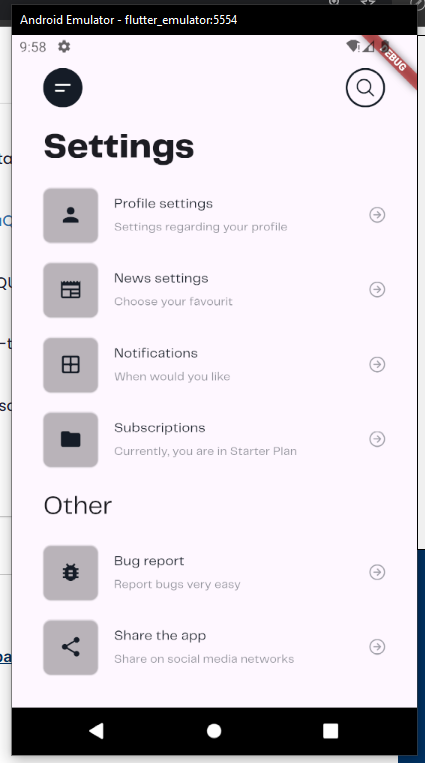 Android Emulator - flutter_emulator:5554
9:58
DEBUG
Settings
Profile settings
Settings regarding your profile
News settings
Choose your favourit
Notifications
When would you like
Subscriptions
Currently, you are in Starter Plan
Other
Bug report
Report bugs very easy
Share the app
Share on social media networks